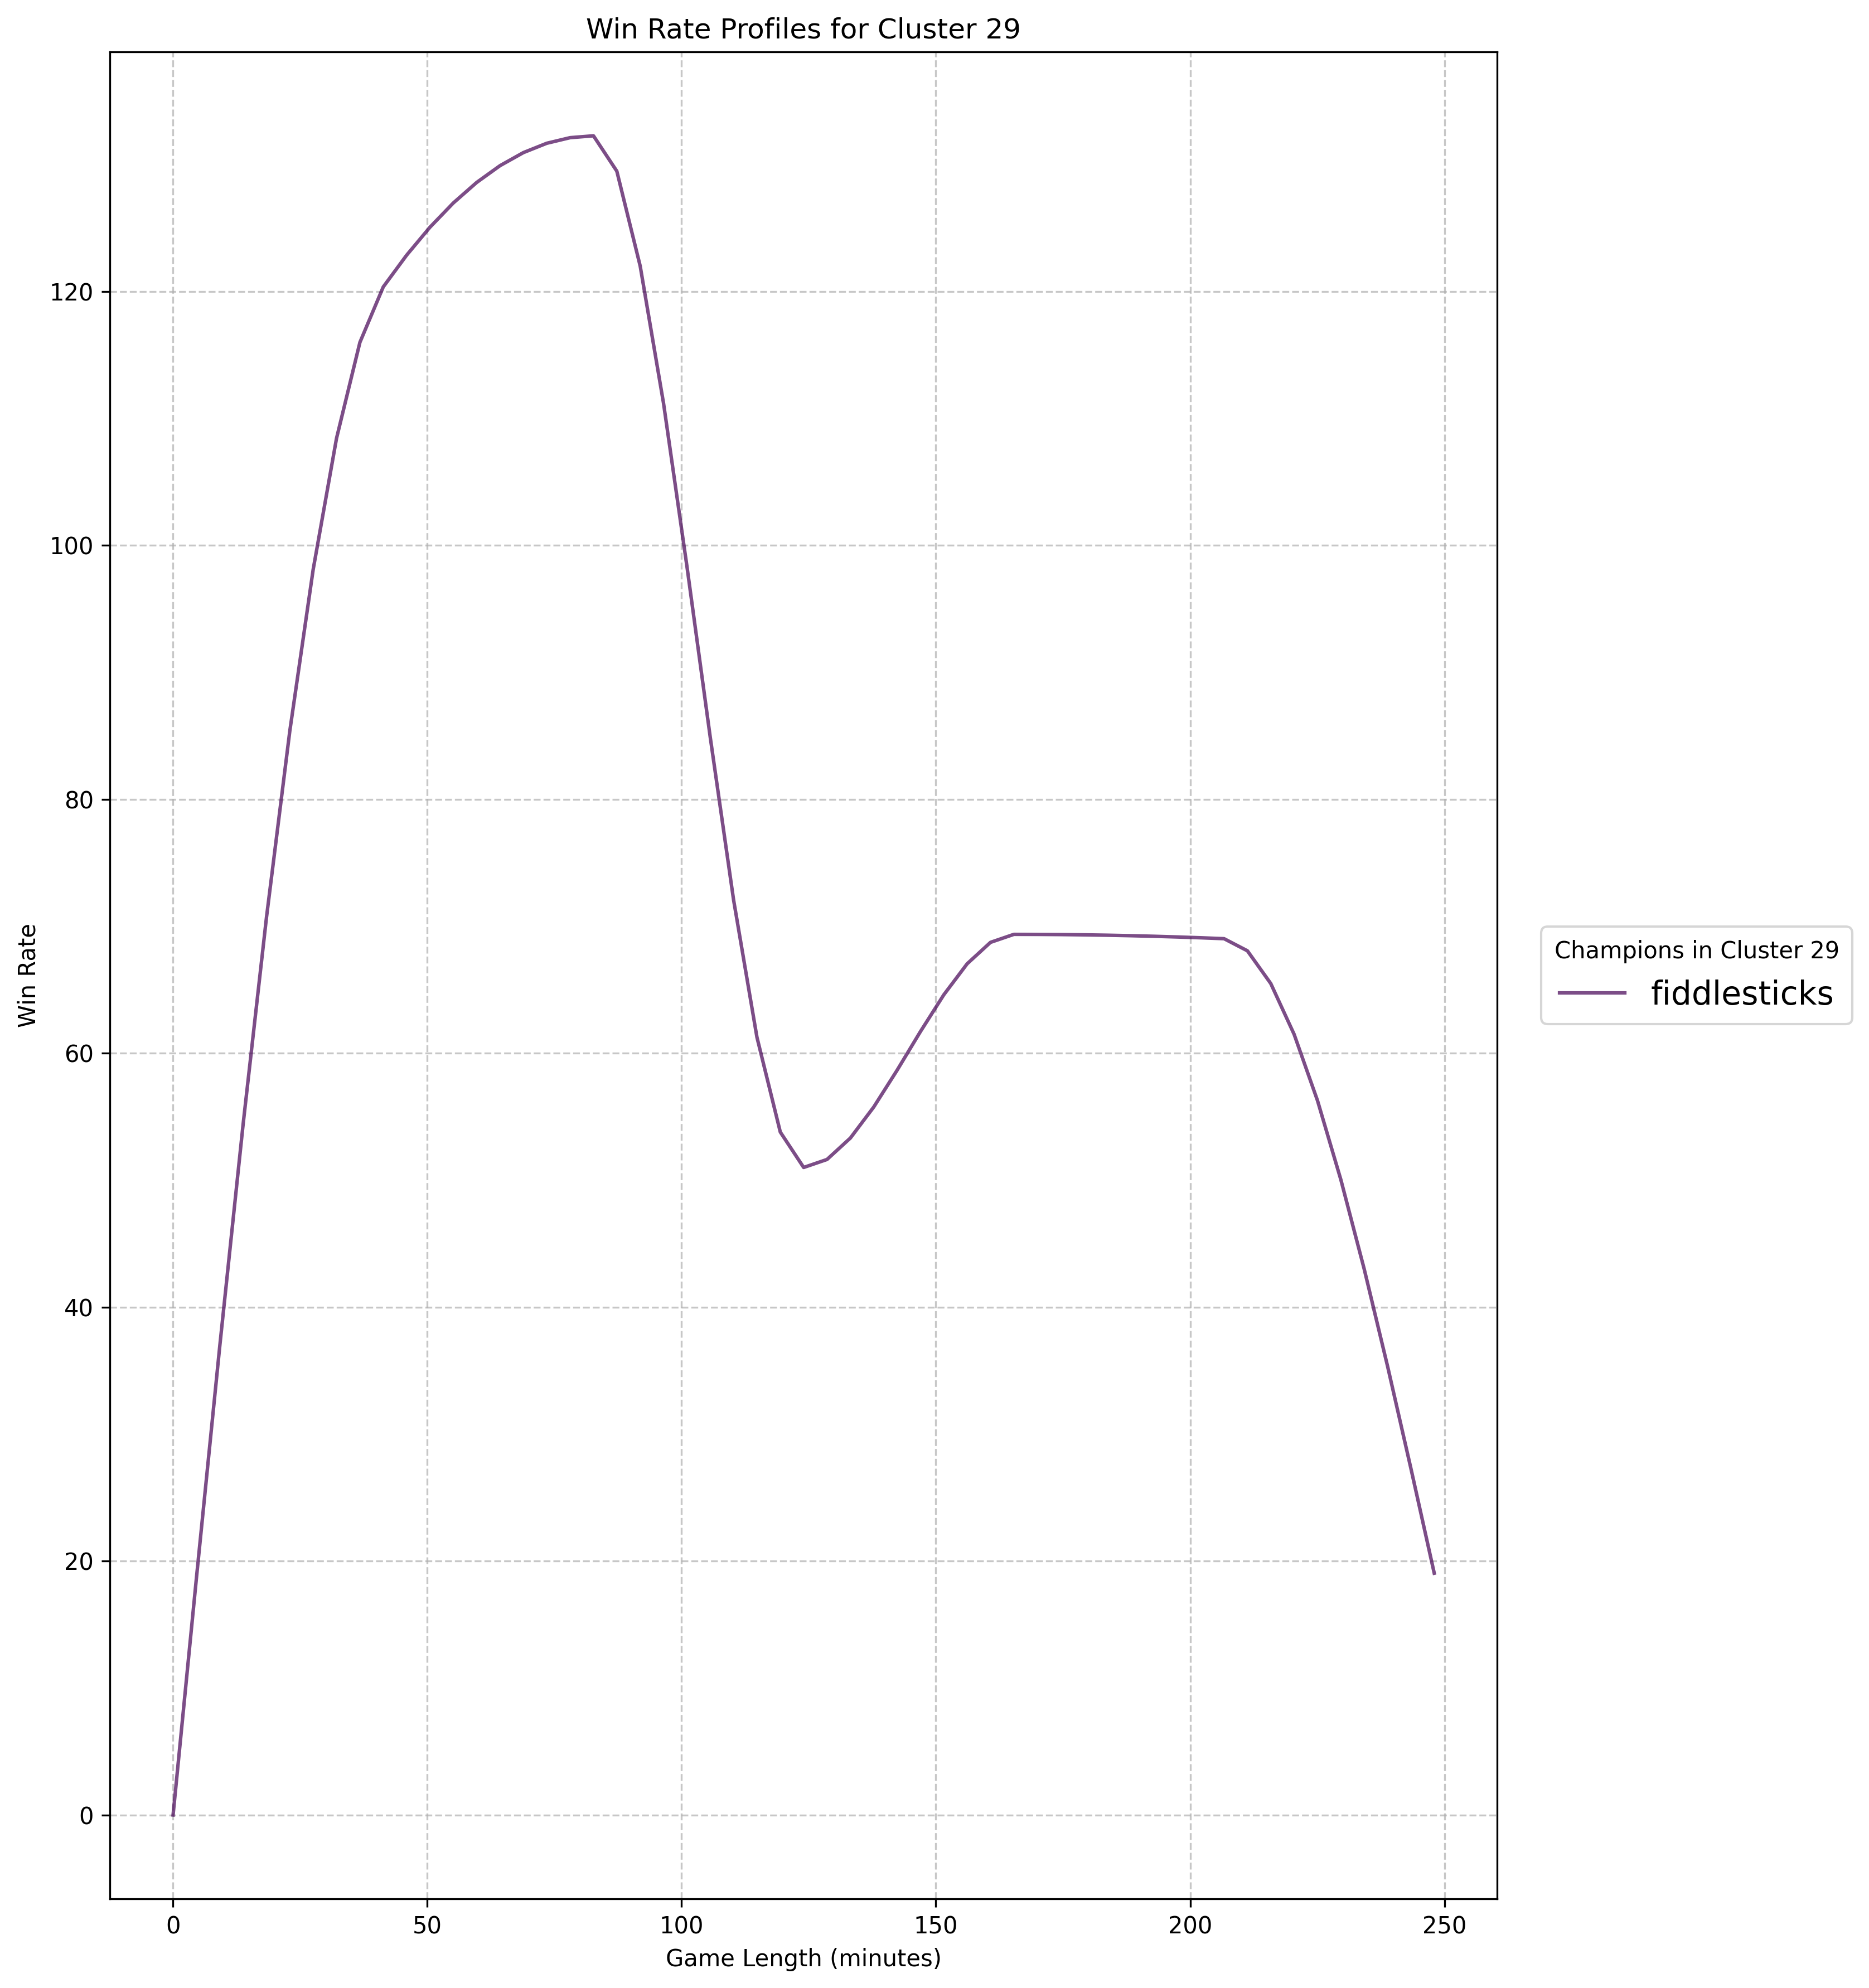 Win Rate Profiles for Cluster 29
Win Rate
120
100
80
60
40
20
0
0 50 100 150 200 250
Game Length (minutes)
Champions in Cluster 29
fiddlesticks